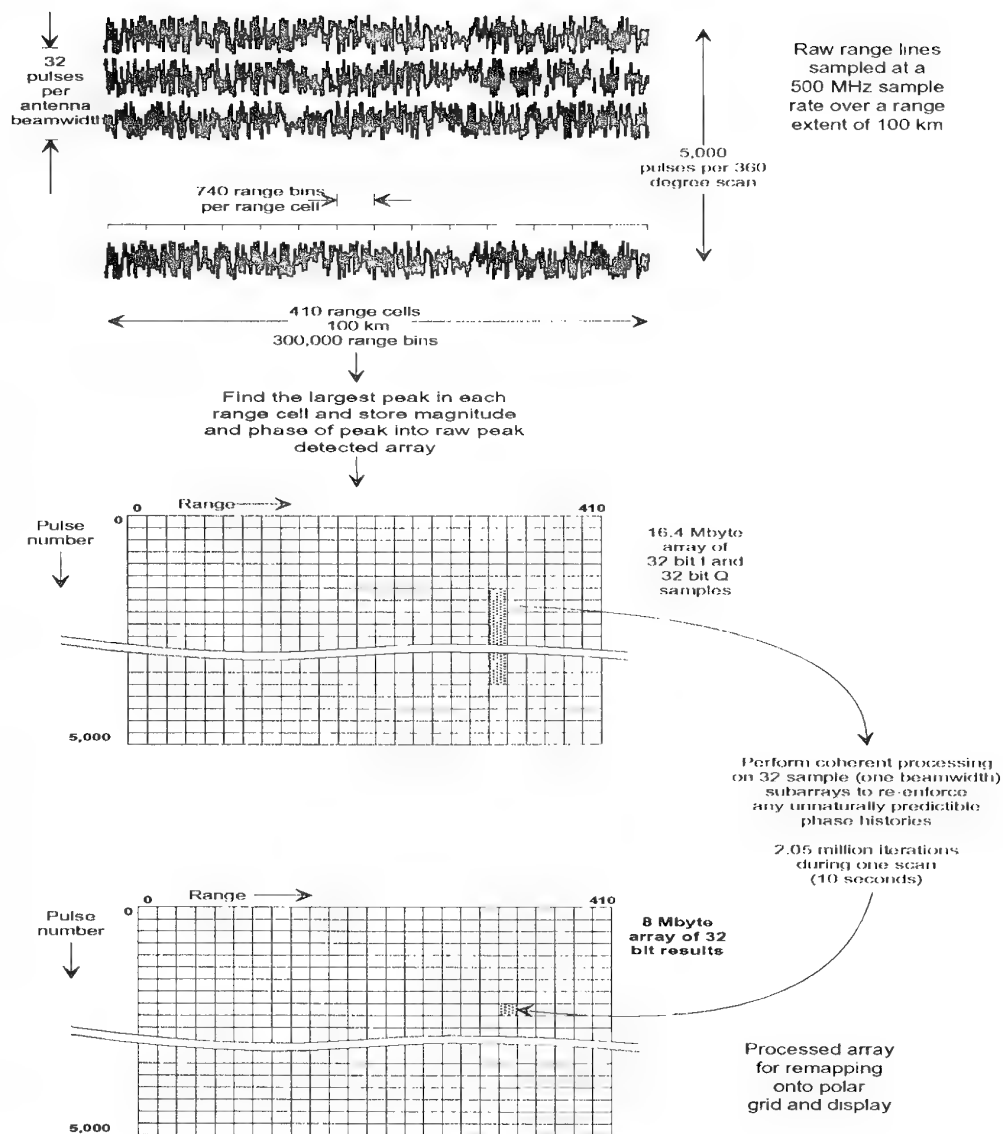 32
pulses
per
antenna
beamwidth
Raw range lines
sampled at a
500 MHz sample
rate over a range
extent of 100 km
5,000
pulses per 360
degree scan
740 range bins
per range cell
410 range cells
100 km
300,000 range bins
Find the largest peak in each
range cell and store magnitude
and phase of peak into raw peak
detected array
Pulse
number
0
0
Range
410
5,000
16.4 Mbyte
array of
32 bit I and
32 bit Q
samples
Perform coherent processing
on 32 sample (one beamwidth)
subarrays to re-enforce
any unnaturally predictible
phase histories
2.05 million iterations
during one scan
(10 seconds)
Pulse
number
0
0
Range
410
5,000
8 Mbyte
array of 32
bit results
Processed array
for remapping
onto polar
grid and display